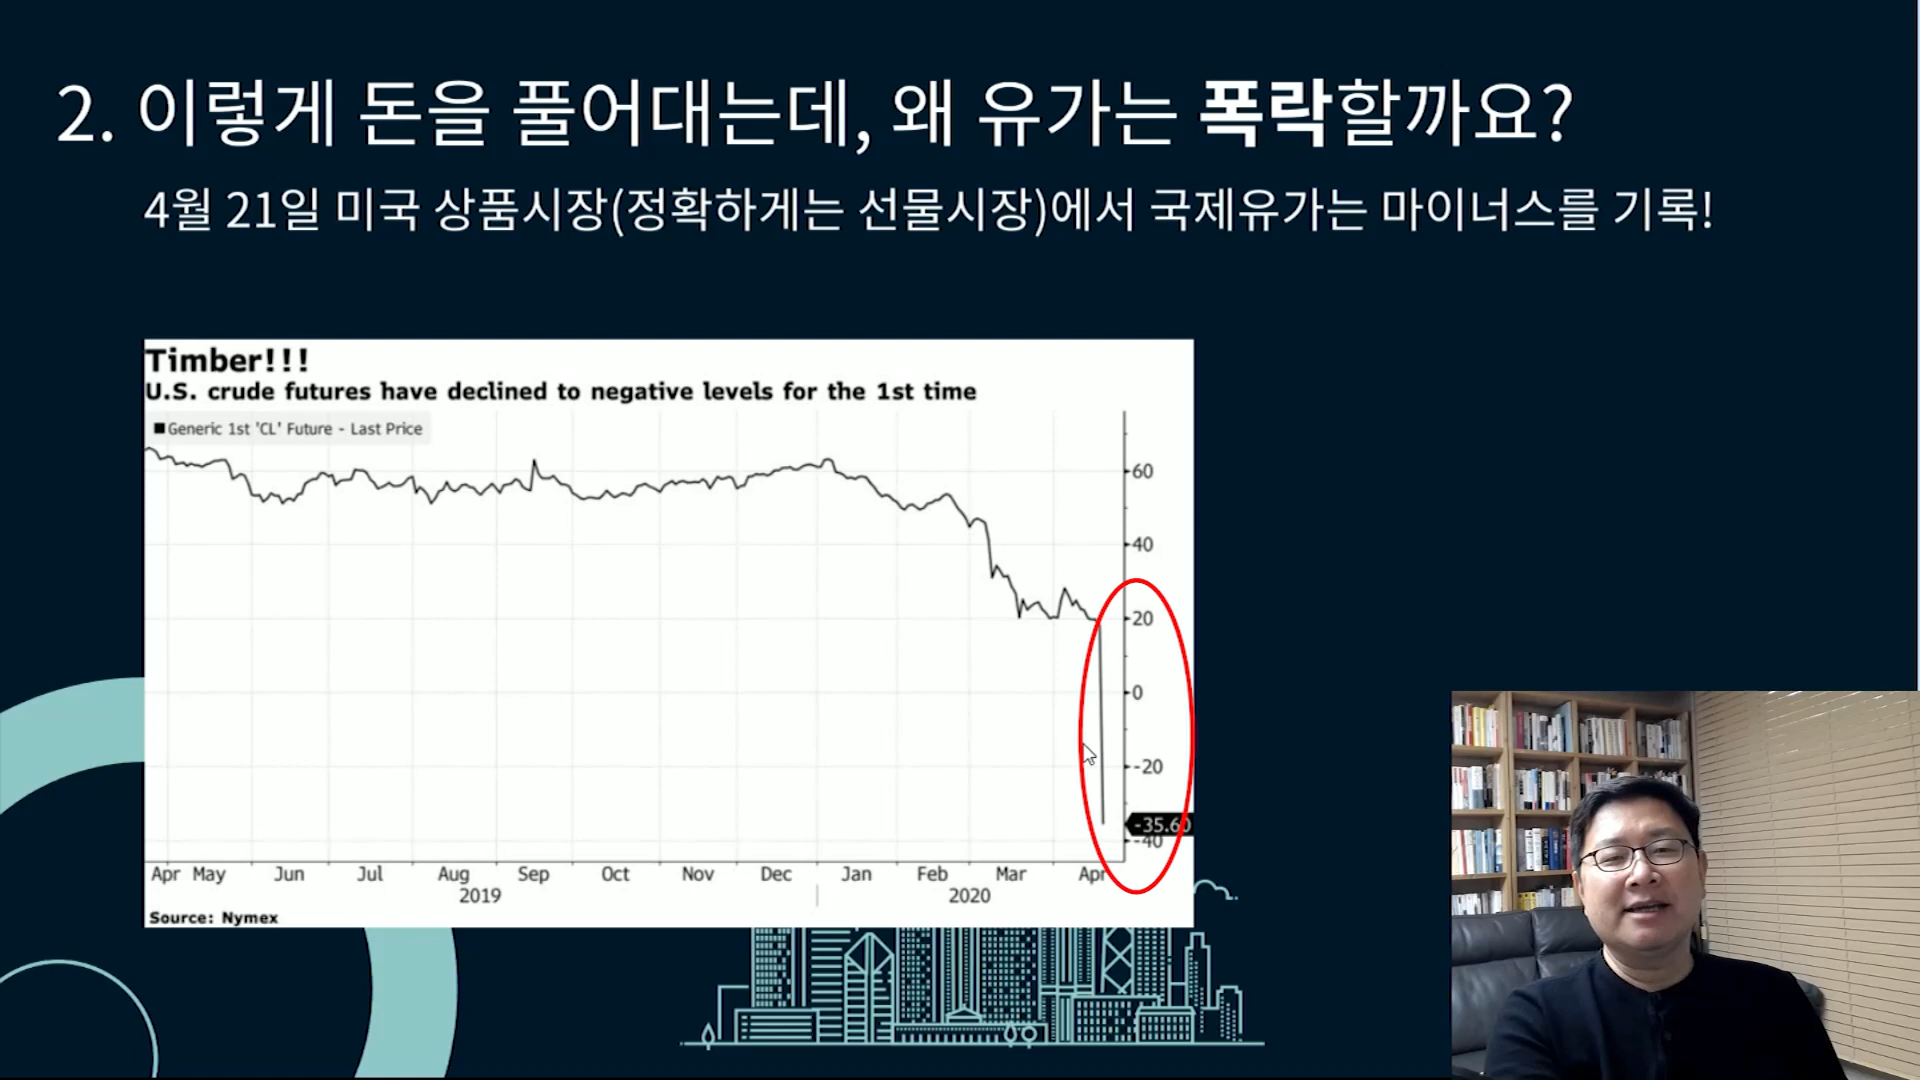 2. 이렇게 돈을 풀어대는데, 왜 유가는 폭락할까요?
4월 21일 미국 상품시장(정확하게는 선물시장)에서 국제유가는 마이너스를 기록!
Timber!!!
U.S. crude futures have declined to negative levels for the 1st time
Generic 1st 'CL' Future - Last Price
60
40
20
0
-20
-35.60
-40
Apr May Jun Jul Aug Sep Oct Nov Dec Jan Feb Mar Apr
2019 2020
Source: Nymex